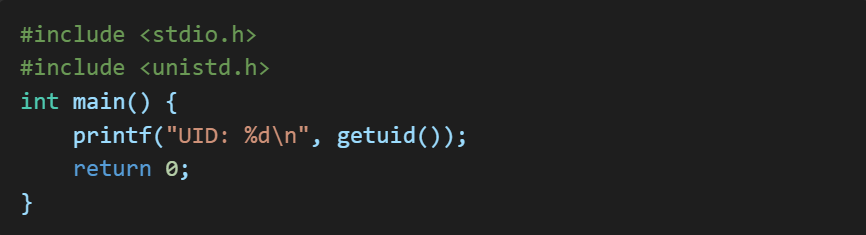 #include <stdio.h>
#include <unistd.h>
int main() {
    printf("UID: %d\n", getuid());
    return 0;
}